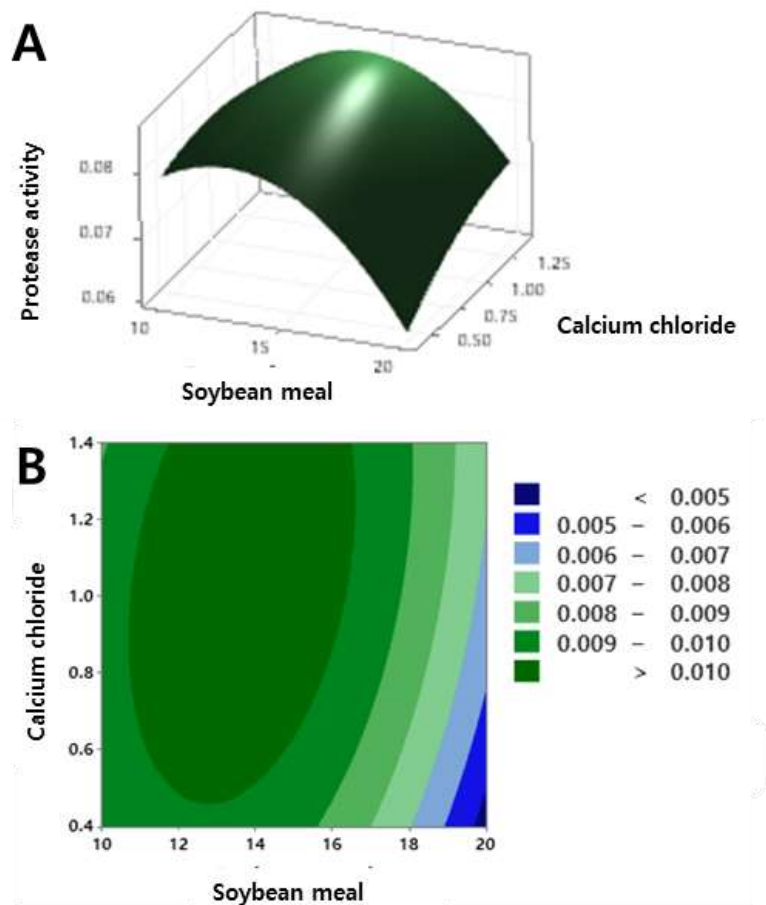 A
Protease activity
0.08
0.07
0.06
10
15
20
Soybean meal
0.50
0.75
1.00
1.25
Calcium chloride
B
Calcium chloride
1.4
1.2
1.0
0.8
0.6
0.4
10 12 14 16 18 20
Soybean meal
< 0.005
0.005 – 0.006
0.006 – 0.007
0.007 – 0.008
0.008 – 0.009
0.009 – 0.010
> 0.010